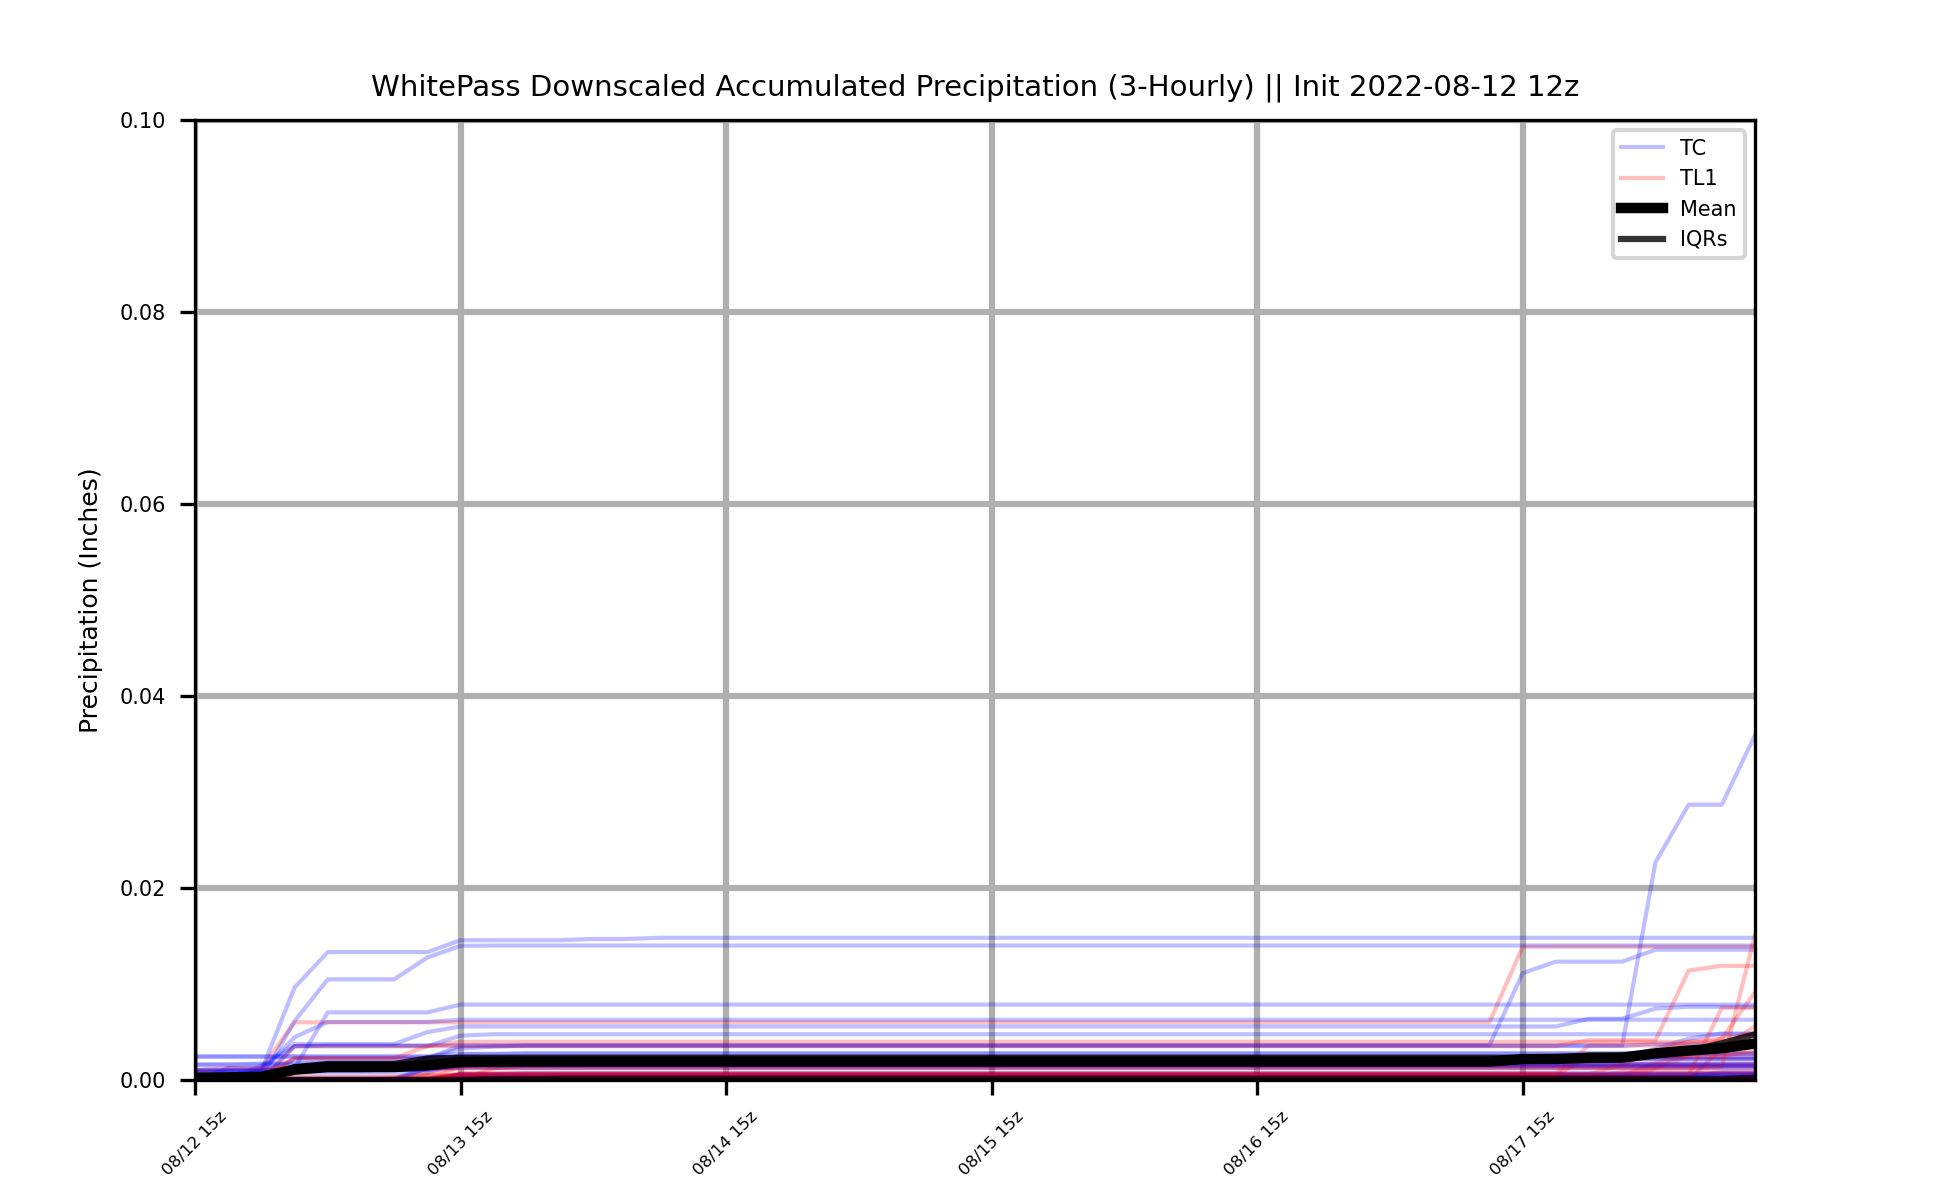 WhitePass Downscaled Accumulated Precipitation (3-Hourly) || Init 2022-08-12 12z
Precipitation (Inches)
0.10
0.08
0.06
0.04
0.02
0.00
TC
TL1
Mean
IQRs
08/12 15z
08/13 15z
08/14 15z
08/15 15z
08/16 15z
08/17 15z